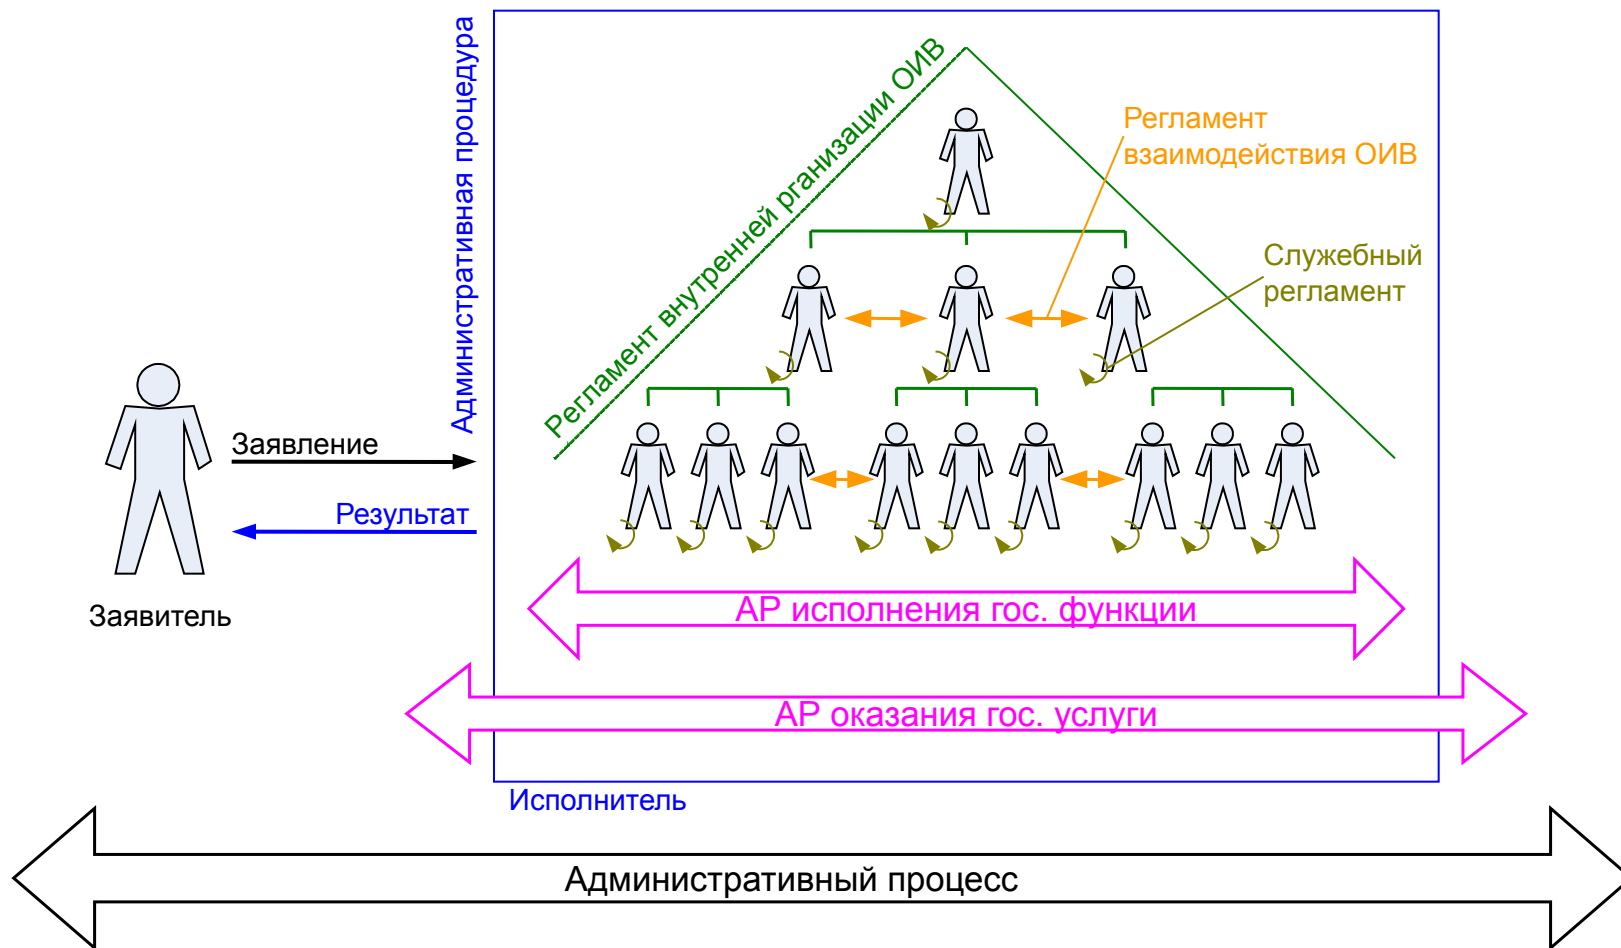 Административная процедура
Регламент внутренней рганизации ОИВ
Регламент
взаимодействия ОИВ
Служебный
регламент
Заявление
Результат
Заявитель
АР исполнения гос. функции
АР оказания гос. услуги
Исполнитель
Административный процесс